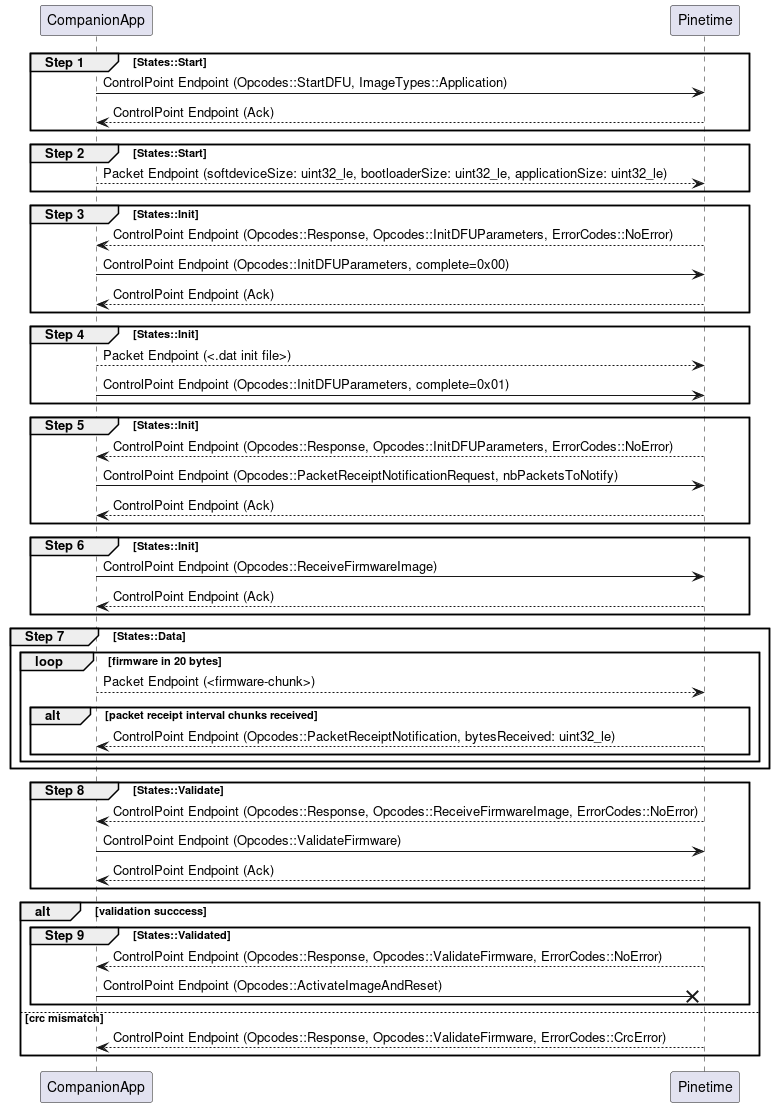 CompanionApp Pinetime
Step 1 [States::Start]
ControlPoint Endpoint (Opcodes::StartDFU, ImageTypes::Application)
ControlPoint Endpoint (Ack)
Step 2 [States::Start]
Packet Endpoint (softdeviceSize: uint32_le, bootloaderSize: uint32_le, applicationSize: uint32_le)
Step 3 [States::Init]
ControlPoint Endpoint (Opcodes::Response, Opcodes::InitDFUParameters, ErrorCodes::NoError)
ControlPoint Endpoint (Opcodes::InitDFUParameters, complete=0x00)
ControlPoint Endpoint (Ack)
Step 4 [States::Init]
Packet Endpoint (<.dat init file>)
ControlPoint Endpoint (Opcodes::InitDFUParameters, complete=0x01)
Step 5 [States::Init]
ControlPoint Endpoint (Opcodes::Response, Opcodes::InitDFUParameters, ErrorCodes::NoError)
ControlPoint Endpoint (Opcodes::PacketReceiptNotificationRequest, nbPacketsToNotify)
ControlPoint Endpoint (Ack)
Step 6 [States::Init]
ControlPoint Endpoint (Opcodes::ReceiveFirmwareImage)
ControlPoint Endpoint (Ack)
Step 7 [States::Data]
loop [firmware in 20 bytes]
Packet Endpoint (<firmware-chunk>)
alt [packet receipt interval chunks received]
ControlPoint Endpoint (Opcodes::PacketReceiptNotification, bytesReceived: uint32_le)
Step 8 [States::Validate]
ControlPoint Endpoint (Opcodes::Response, Opcodes::ReceiveFirmwareImage, ErrorCodes::NoError)
ControlPoint Endpoint (Opcodes::ValidateFirmware)
ControlPoint Endpoint (Ack)
alt [validation succcess]
Step 9 [States::Validated]
ControlPoint Endpoint (Opcodes::Response, Opcodes::ValidateFirmware, ErrorCodes::NoError)
ControlPoint Endpoint (Opcodes::ActivateImageAndReset)
[crc mismatch]
ControlPoint Endpoint (Opcodes::Response, Opcodes::ValidateFirmware, ErrorCodes::CrcError)
CompanionApp Pinetime